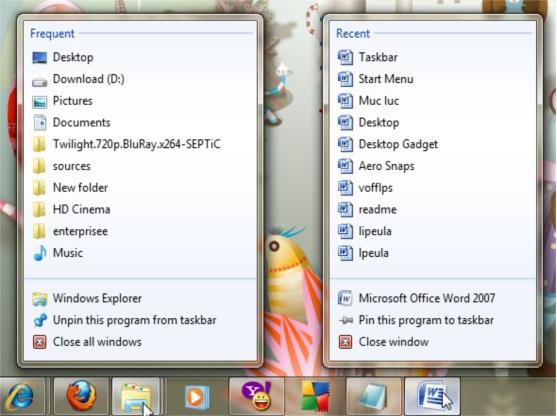 Frequent
Desktop
Download (D:)
Pictures
Documents
Twilight.720p.BluRay.x264-SEPTiC
sources
New folder
HD Cinema
enterprisee
Music
Windows Explorer
Unpin this program from taskbar
Close all windows
Recent
Taskbar
Start Menu
Muc luc
Desktop
Desktop Gadget
Aero Snaps
vofflps
readme
lipeula
lpeula
Microsoft Office Word 2007
Pin this program to taskbar
Close window